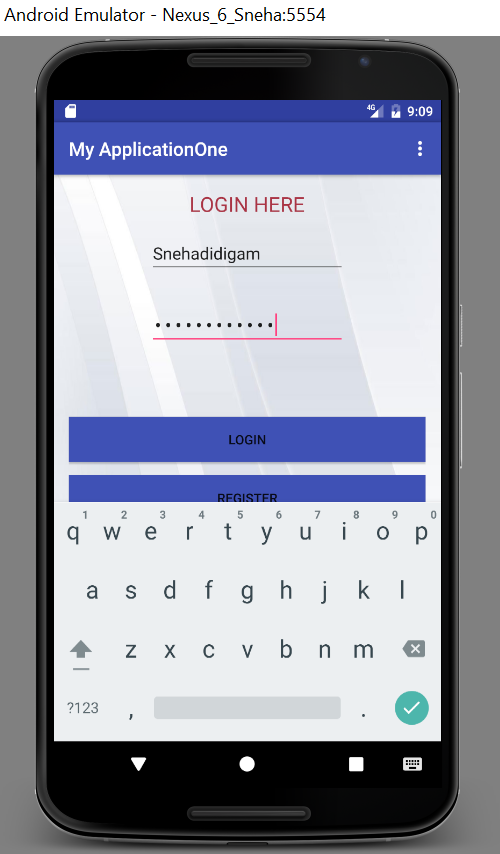 Android Emulator - Nexus_6_Sneha:5554
4G 9:09
My ApplicationOne
LOGIN HERE
Snehadidigam
••••••••••••
LOGIN
REGISTER
1 2 3 4 5 6 7 8 9 0
q w e r t y u i o p
a s d f g h j k l
z x c v b n m
?123 , .